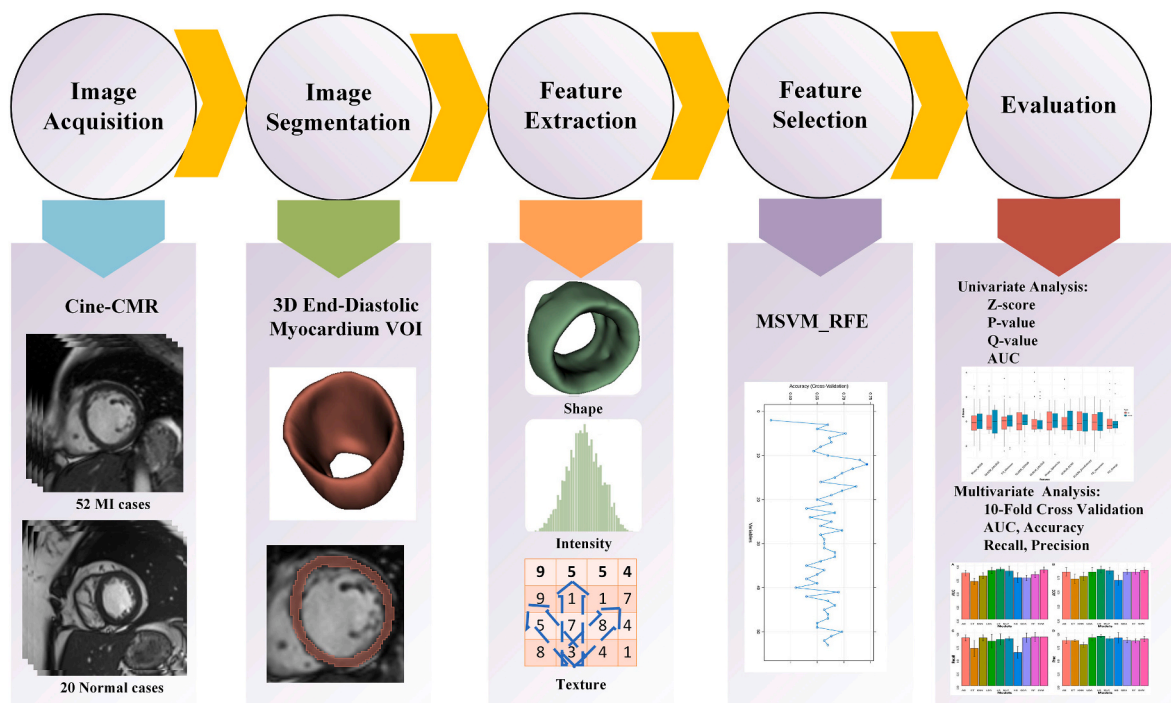 Image
Acquisition
Image
Segmentation
Feature
Extraction
Feature
Selection
Evaluation
Cine-CMR
52 MI cases
20 Normal cases
3D End-Diastolic
Myocardium VOI
Shape
Intensity
9 5 5 4
9 1 1 7
5 7 8 4
8 3 4 1
Texture
MSVM_RFE
Accuracy (Cross-Validation)
Variables
Univariate Analysis:
Z-score
P-value
Q-value
AUC
Multivariate Analysis:
10-Fold Cross Validation
AUC, Accuracy
Recall, Precision